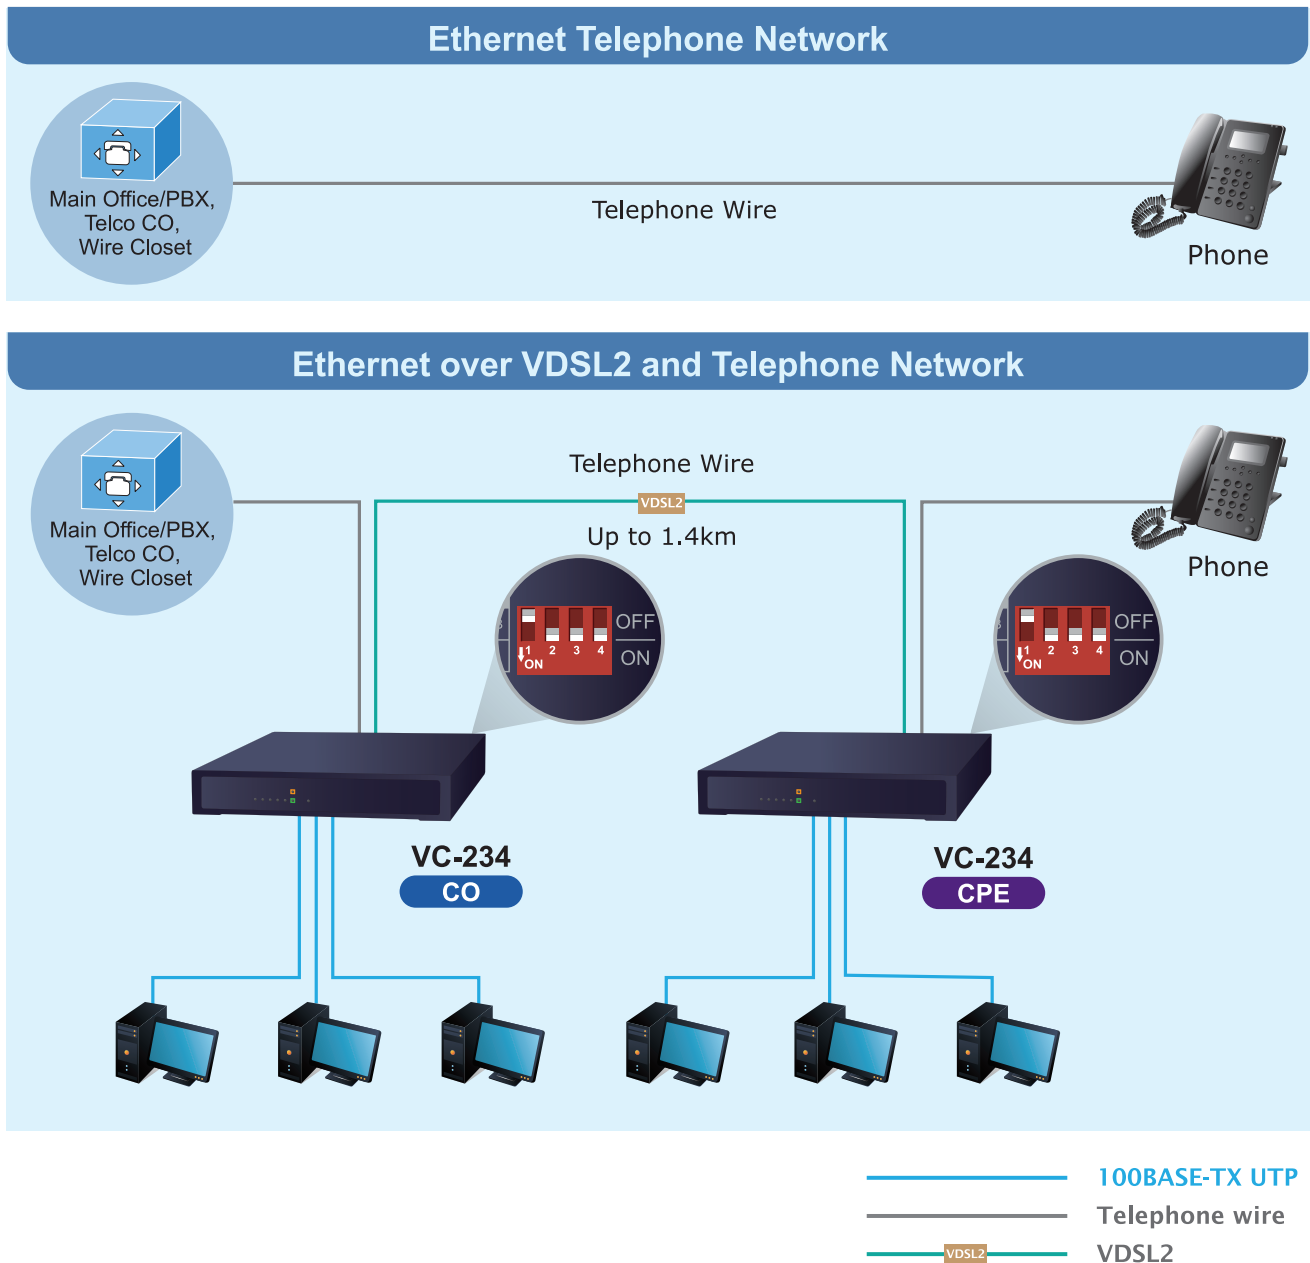 Ethernet Telephone Network
Main Office/PBX,
Telco CO,
Wire Closet
Telephone Wire
Phone
Ethernet over VDSL2 and Telephone Network
Main Office/PBX,
Telco CO,
Wire Closet
Telephone Wire
VDSL2
Up to 1.4km
Phone
OFF
ON
1 2 3 4
ON
OFF
ON
1 2 3 4
ON
VC-234
CO
VC-234
CPE
100BASE-TX UTP
Telephone wire
VDSL2
VDSL2